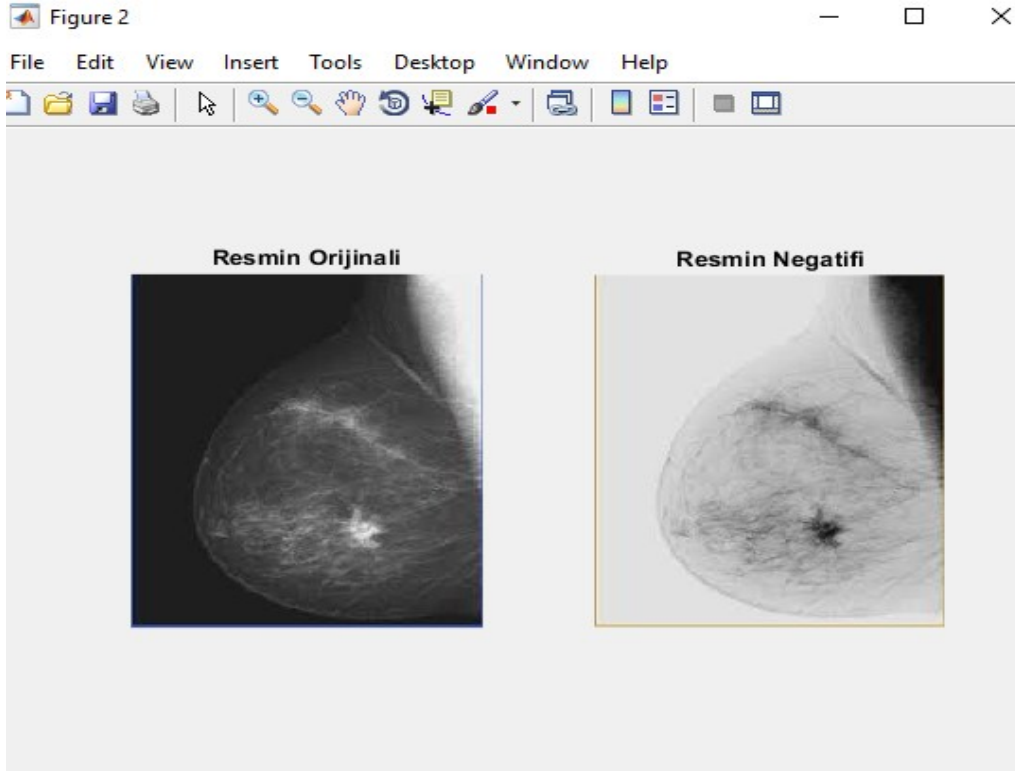 Figure 2
File Edit View Insert Tools Desktop Window Help
Resmin Orijinali
Resmin Negatifi